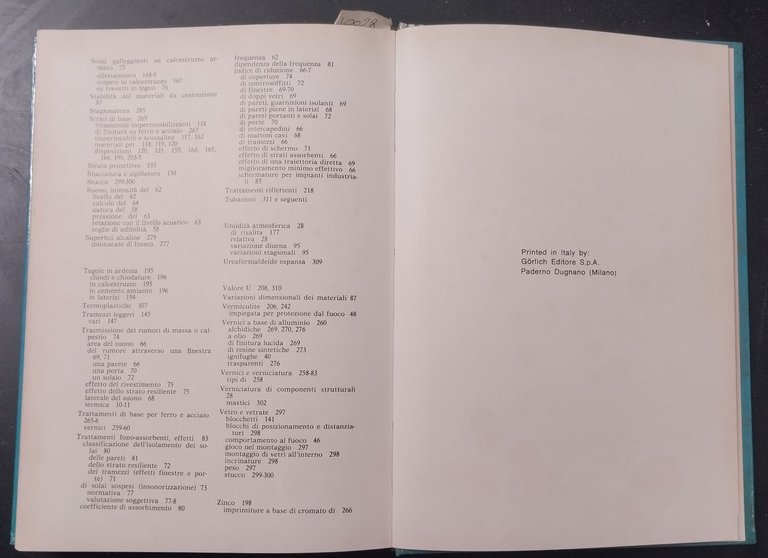 10028
Solai galleggianti su calcestruzzo ar-
mato 75
allettamento 168-9
sospesi in calcestruzzo 167
su travetti in legno 76
Stabilità dei materiali da costruzione
87
Stagionatura 285
Strati di base 269
bituminosi impermeabilizzanti 118
di finitura su ferro e acciaio 267
impermeabili e scossaline 117, 162
materiali per 118, 119, 120
disposizioni 120, 121, 155, 163, 165,
166, 190, 203-5
Strato protettivo 193
Stuccatura e sigillatura 134
Stucco 299-300
Suono, intensità del 62
livello del 62
calcolo del 64
natura del 58
pressione del 63
relazione con il livello acustico 63
soglie di udibilità 58
Superfici alcaline 279
intonacate di fresco 277
Tegole in ardesia 195
chiodi e chiodature 196
in calcestruzzo 195
in cemento amianto 196
in laterizi 194
Termoplastiche 307
Tramezzi leggeri 145
vari 147
Trasmissione dei rumori di massa o cal-
pestio 74
area del suono 66
del rumore attraverso una finestra
69, 71
una parete 66
una porta 70
un solaio 72
effetto del rivestimento 75
effetto dello strato resiliente 75
laterale del suono 68
termica 10-11
Trattamenti di base per ferro e acciaio
265-6
vernici 259-60
Trattamenti fono-assorbenti, effetti 83
classificazione dell'isolamento dei so-
lai 80
delle pareti 81
dello strato resiliente 72
dei tramezzi (effetti finestre e por-
te) 71
di solai sospesi (insonorizzazione) 73
normativa 77
valutazione soggettiva 77-8
coefficiente di assorbimento 80
frequenza 62
dipendenza della frequenza 81
indice di riduzione 66-7
di coperture 74
di controsoffitti 72
di finestre 69-70
di doppi vetri 69
di pareti, guarnizioni isolanti 69
di pareti piene in laterizi 68
di pareti portanti e solai 72
di porte 70
di intercapedini 66
di mattoni cavi 68
di tramezzi 66
effetto di schermo 71
effetto di strati assorbenti 66
effetto di una traiettoria diretta 69
miglioramento minimo effettivo 66
schermature per impianti industria-
li 85
Trattamenti riflettenti 218
Tubazioni 311 e seguenti
Umidità atmosferica 28
di risalita 177
relativa 28
variazione diurna 95
variazioni stagionali 95
Ureaformaldeide espansa 309
Valore U 208, 310
Variazioni dimensionali dei materiali 87
Vermiculite 206, 242
impiegata per protezione dal fuoco 48
Vernici a base di alluminio 260
alchidiche 269, 270, 276
a olio 269
di finitura lucida 269
di resine sintetiche 273
ignifughe 40
trasparenti 276
Vernici e verniciatura 258-83
tipi di 258
Verniciatura di componenti strutturali
28
mastici 302
Vetro e vetrate 297
blocchetti 141
blocchi di posizionamento e distanzia-
tori 298
comportamento al fuoco 46
gioco nel montaggio 297
montaggio di vetri all'interno 298
incrinature 298
peso 297
stucco 299-300
Zinco 198
imprimiture a base di cromato di 266
Printed in Italy by:
Görlich Editore S.p.A.
Paderno Dugnano (Milano)